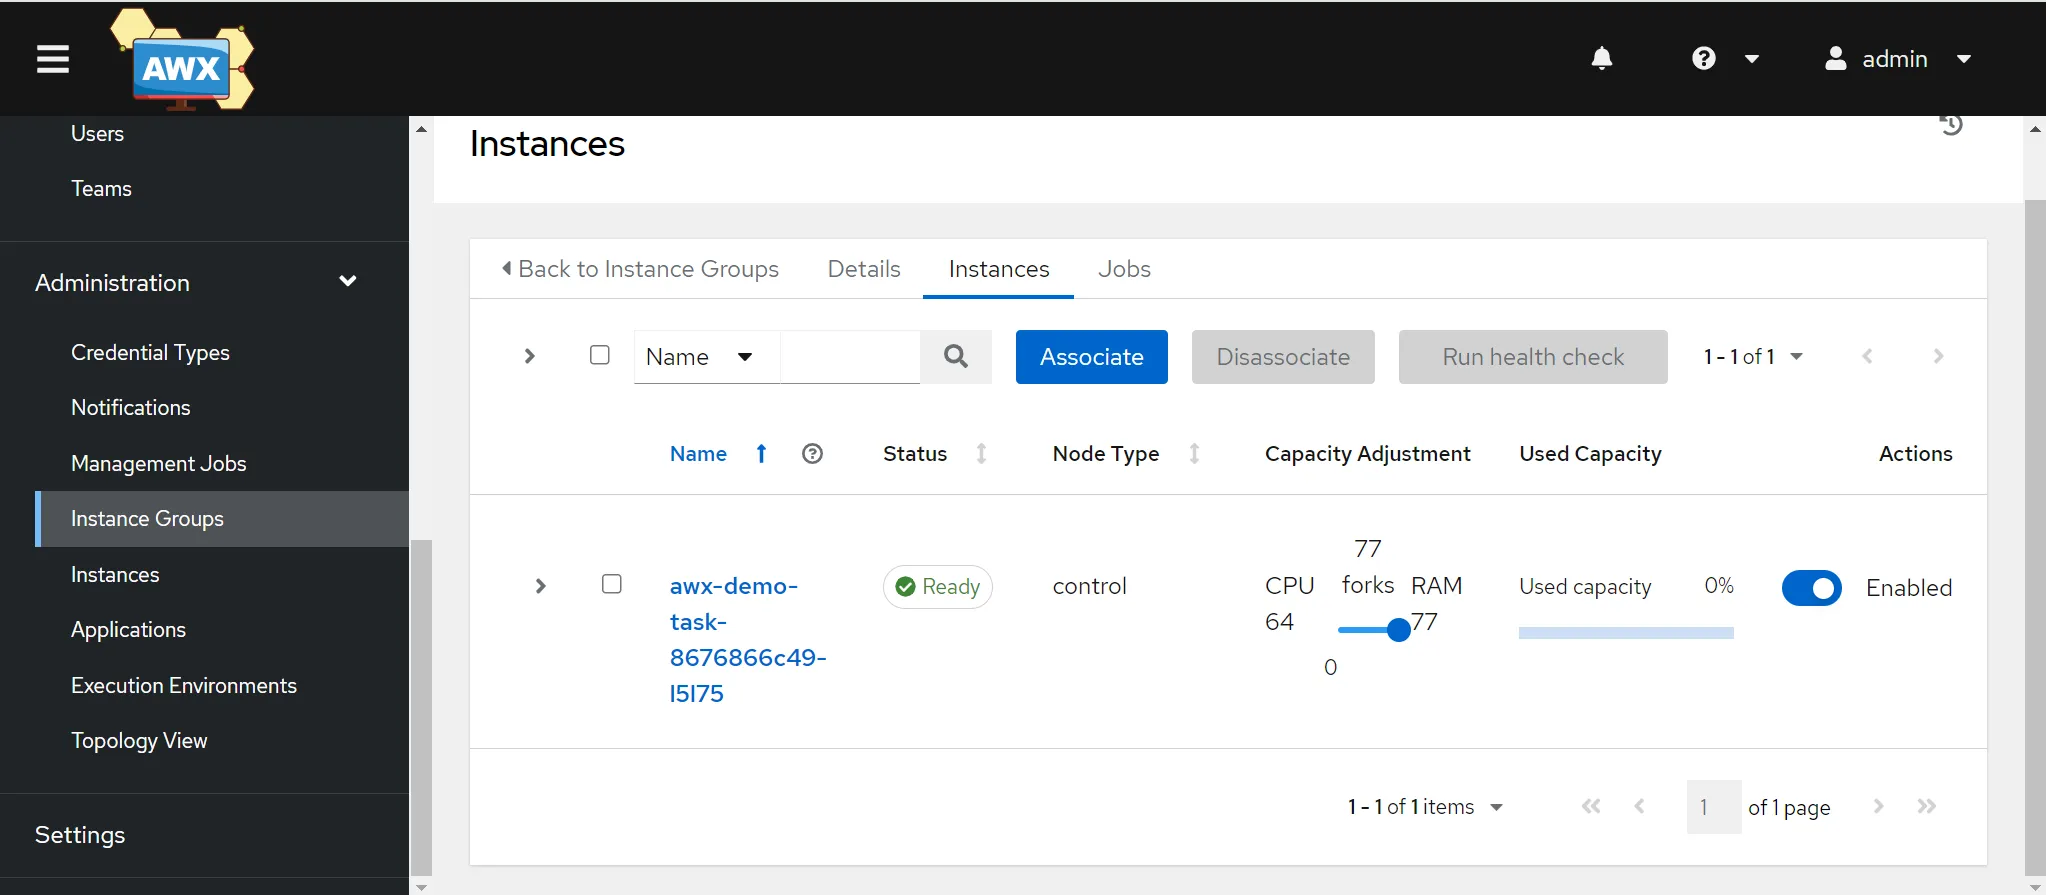 AWX
admin
Users
Teams
Administration
Credential Types
Notifications
Management Jobs
Instance Groups
Instances
Applications
Execution Environments
Topology View
Settings
Instances
Back to Instance Groups Details Instances Jobs
Name Associate Disassociate Run health check 1 - 1 of 1
Name Status Node Type Capacity Adjustment Used Capacity Actions
awx-demo-
task-
8676866c49-
l5l75
Ready
control
CPU
64
77
forks
0
RAM
77
Used capacity 0%
Enabled
1 - 1 of 1 items 1 of 1 page